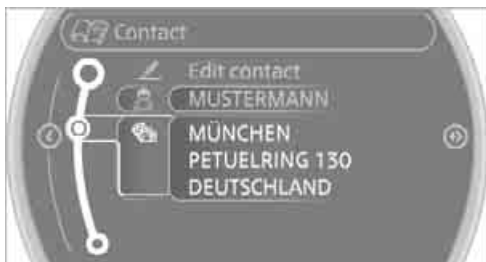 Contact
Edit contact
MUSTERMANN
MÜNCHEN
PETUELRING 130
DEUTSCHLAND